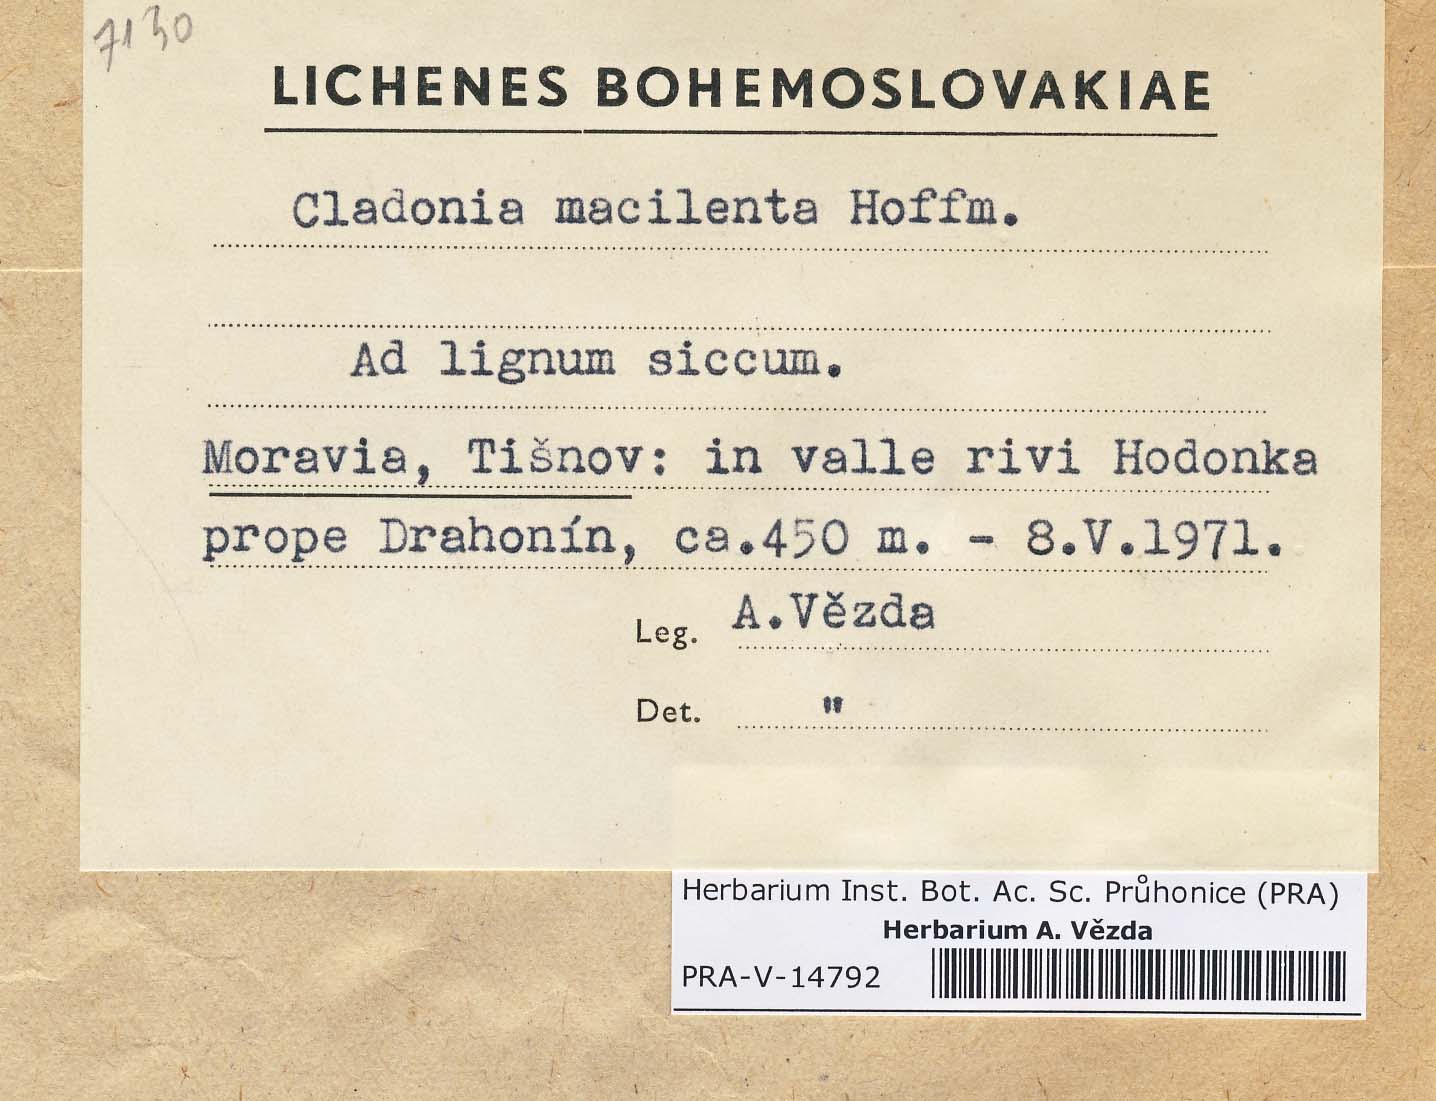 7130
LICHENES BOHEMOSLOVAKIAE
Cladonia macilenta Hoffm.
Ad lignum siccum.
Moravia, Tišnov: in valle rivi Hodonka
prope Drahonín, ca.450 m. - 8.V.1971.
Leg. A.Vězda
Det. "
Herbarium Inst. Bot. Ac. Sc. Průhonice (PRA)
Herbarium A. Vězda
PRA-V-14792